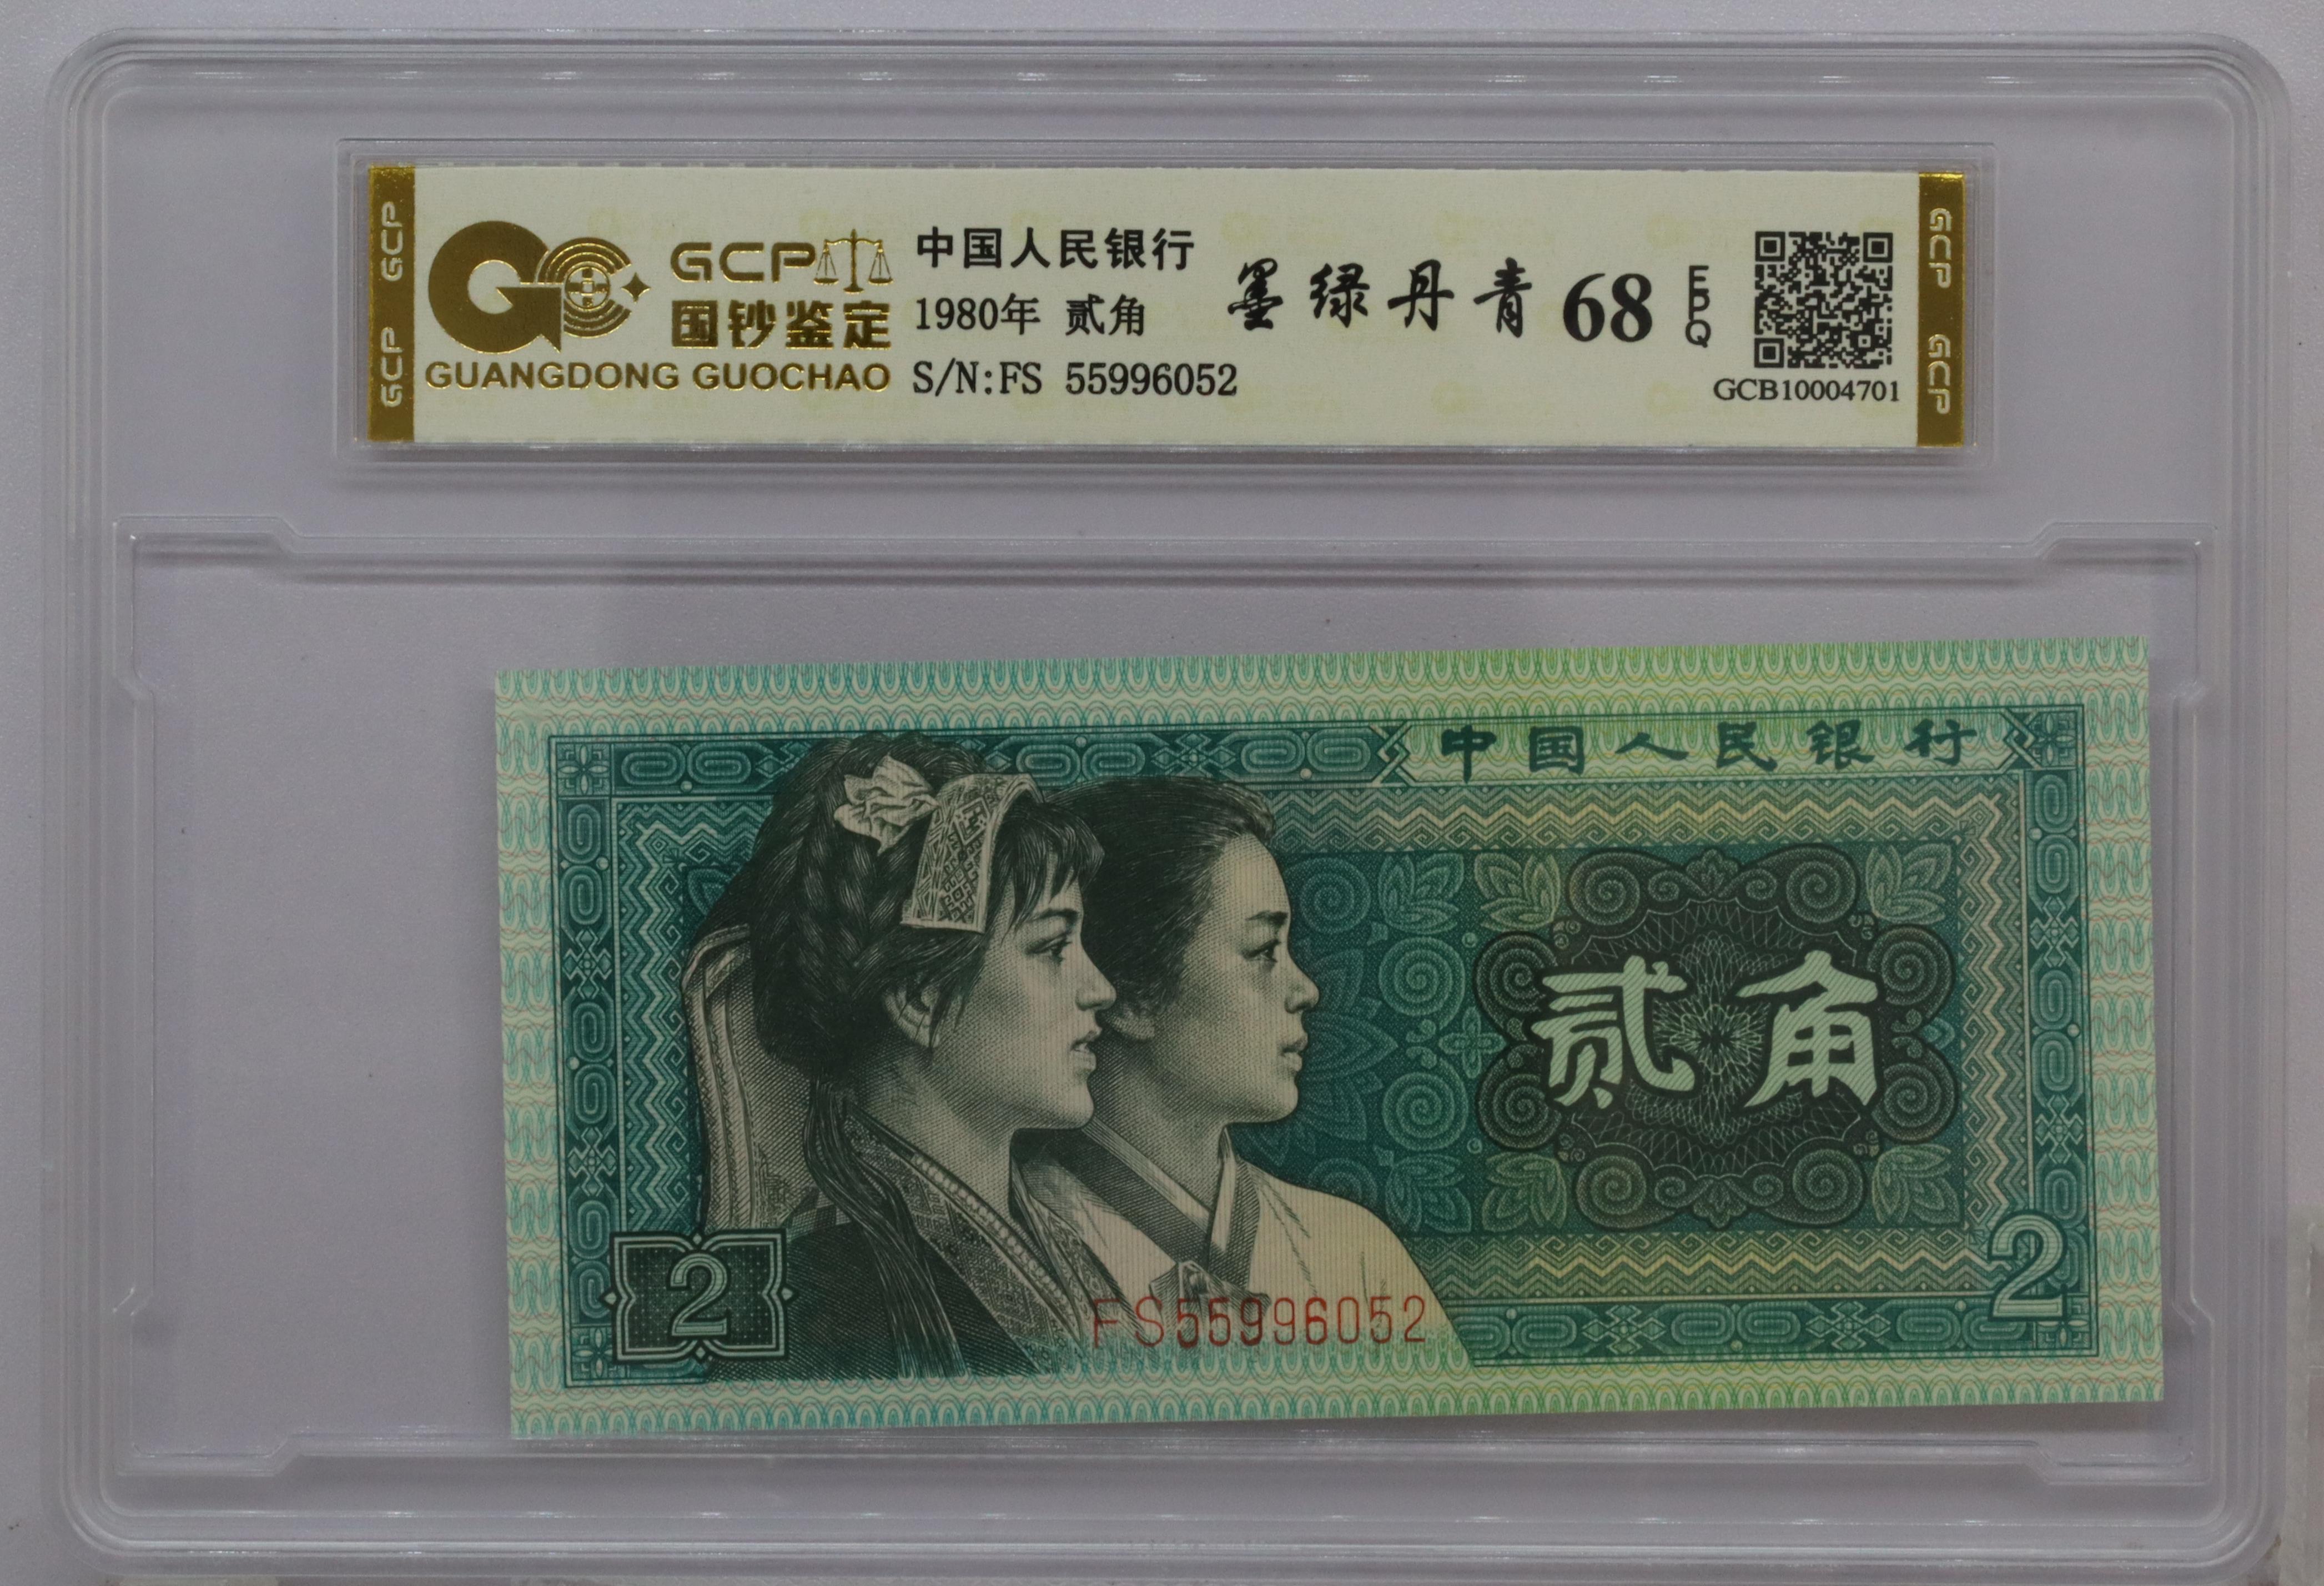 GCP GCP
GCP
国钞鉴定
GUANGDONG GUOCHAO
中国人民银行
1980年 贰角
S/N:FS 55996052
墨绿丹青 68 EPQ
GCB10004701
GCP GCP
中国人民银行
贰角
2
2
FS55996052